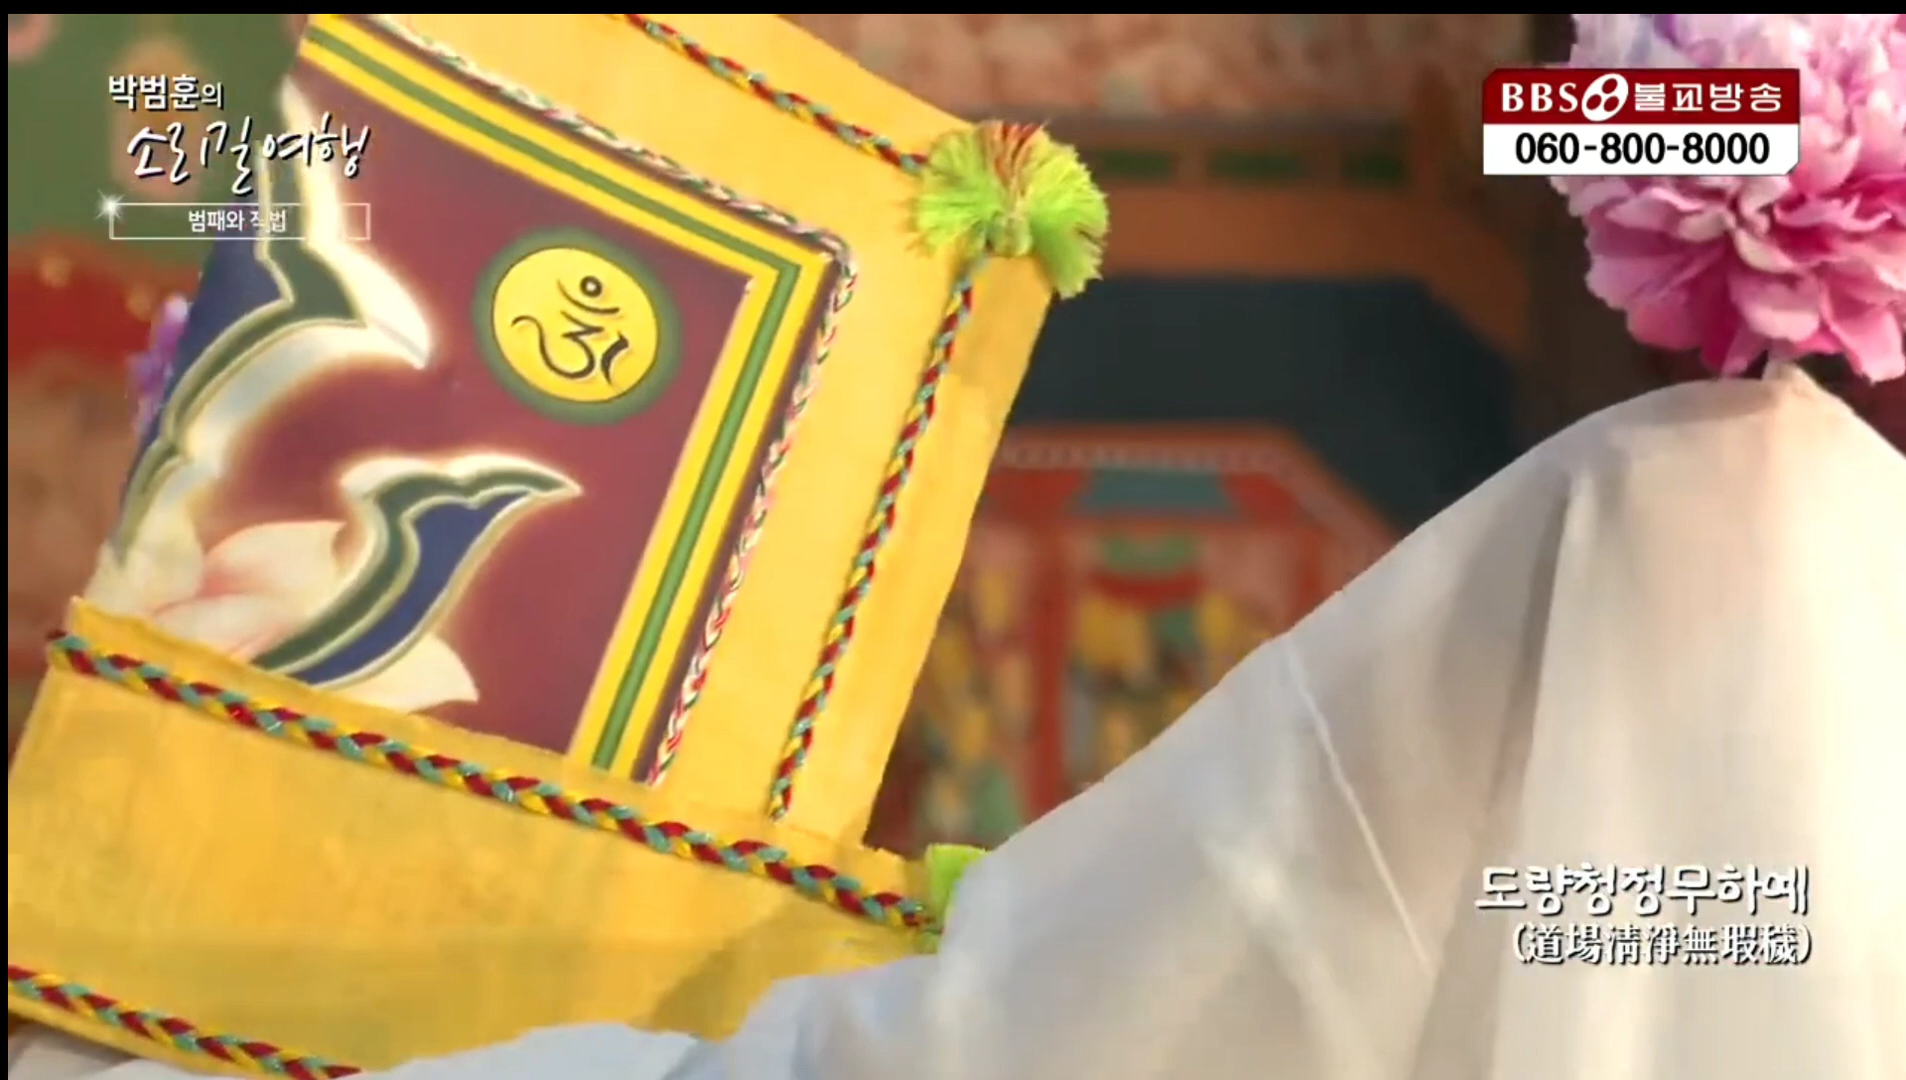 박범훈의
소리길여행
범패와 작법
BBS 불교방송
060-800-8000
ॐ
도량청정무하예
(道場淸淨無瑕穢)